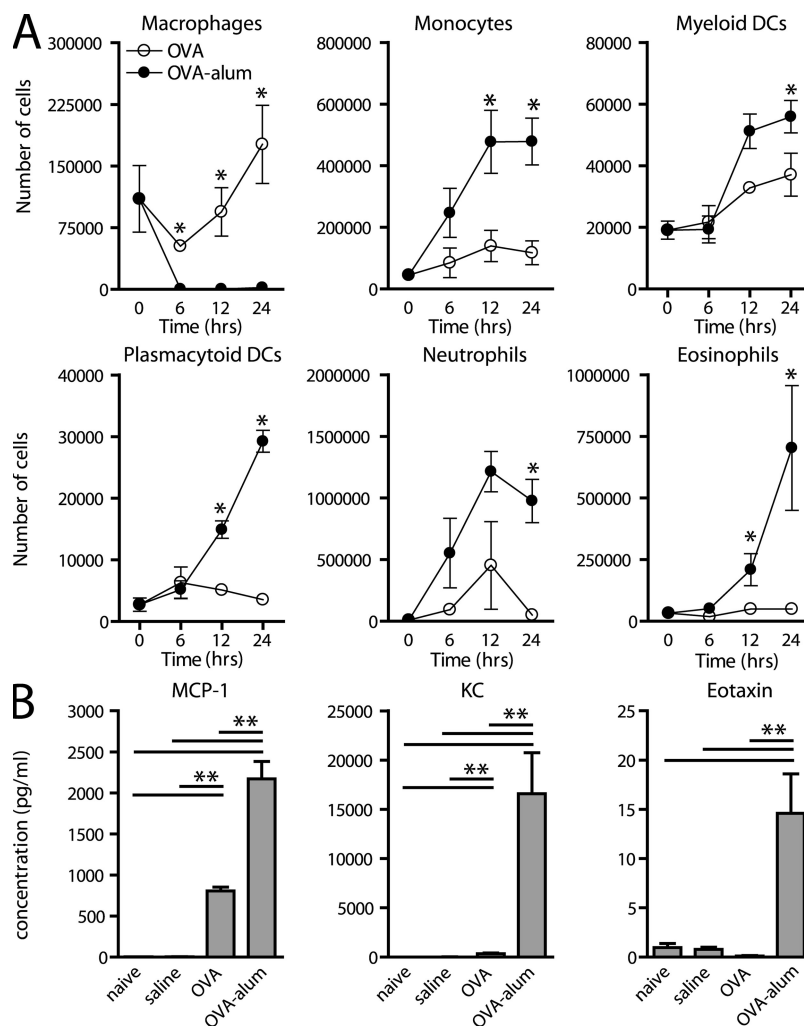 A
Macrophages
Monocytes
Myeloid DCs
300000
225000
150000
75000
0
Number of cells
OVA
OVA-alum
*
*
*
0 6 12 24
Time (hrs)
800000
600000
400000
200000
0
* *
0 6 12 24
Time (hrs)
60000
40000
20000
0
*
0 6 12 24
Time (hrs)
Plasmacytoid DCs
Neutrophils
Eosinophils
40000
30000
20000
10000
0
Number of cells
*
*
0 6 12 24
Time (hrs)
2000000
1500000
1000000
500000
0
*
0 6 12 24
Time (hrs)
1000000
750000
500000
250000
0
*
*
0 6 12 24
Time (hrs)
B
MCP-1
KC
Eotaxin
3000
2500
2000
1500
1000
500
0
concentration (pg/ml)
**
**
naive
saline
OVA
OVA-alum
25000
20000
15000
10000
5000
0
**
**
naive
saline
OVA
OVA-alum
25
20
15
10
5
0
**
naive
saline
OVA
OVA-alum